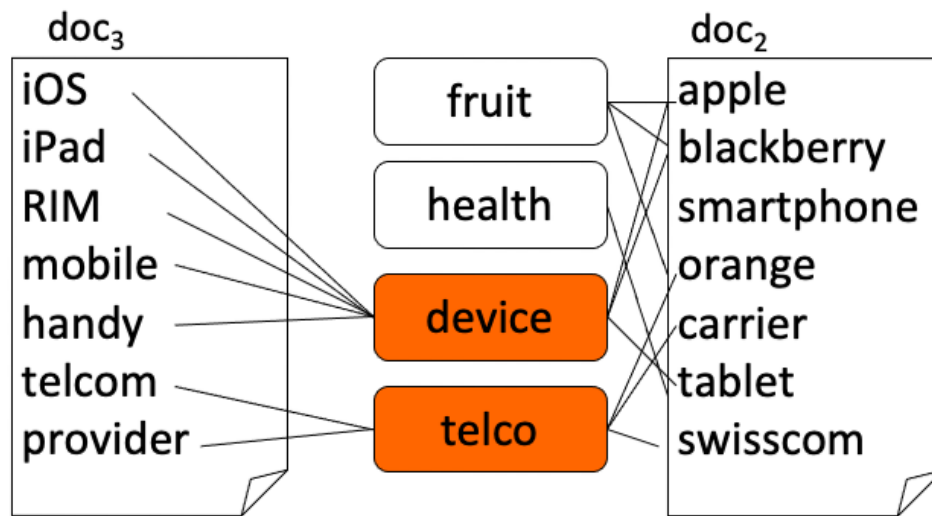 doc₃
iOS
iPad
RIM
mobile
handy
telcom
provider
fruit
health
device
telco
doc₂
apple
blackberry
smartphone
orange
carrier
tablet
swisscom